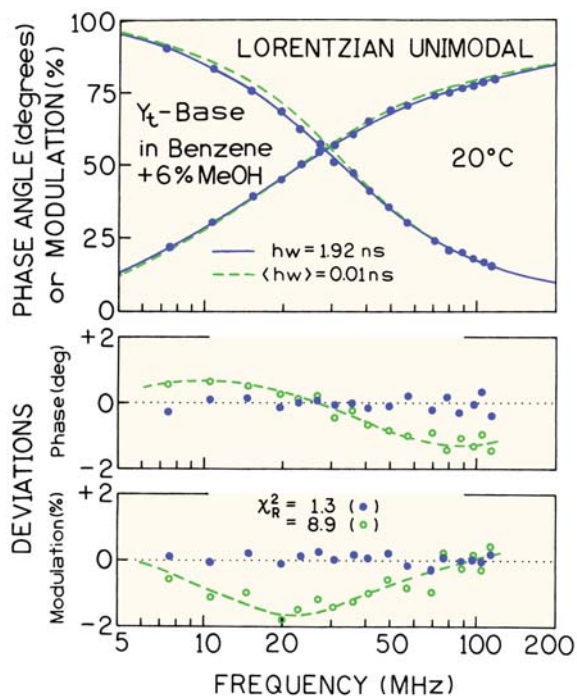 LORENTZIAN UNIMODAL
Yt-Base
in Benzene
+6% MeOH
20°C
hw = 1.92 ns
⟨hw⟩ = 0.01 ns
PHASE ANGLE (degrees)
or MODULATION (%)
100
75
50
25
0
DEVIATIONS
Phase (deg)
+2
0
-2
Modulation (%)
+2
0
-2
χ²R = 1.3 (●)
= 8.9 (○)
5 10 20 50 100 200
FREQUENCY (MHz)